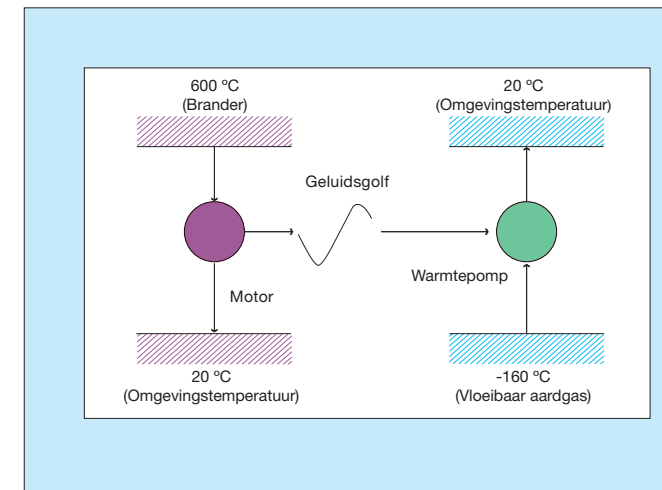 600 ºC
(Brander)
20 ºC
(Omgevingstemperatuur)
Geluidsgolf
Warmtepomp
Motor
20 ºC
(Omgevingstemperatuur)
-160 ºC
(Vloeibaar aardgas)